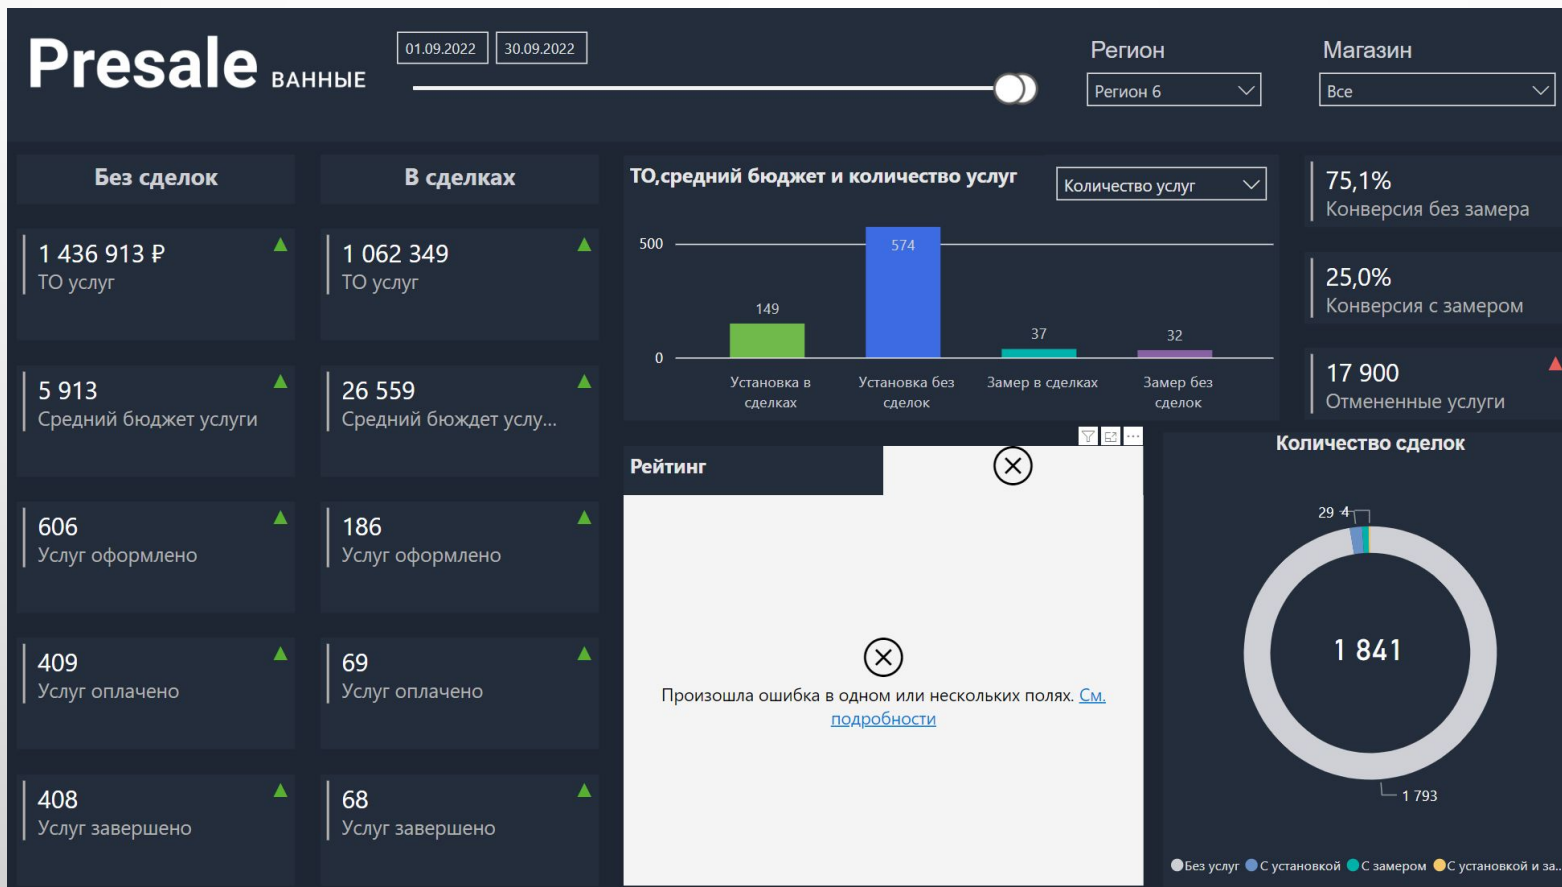 Presale ванные
01.09.2022 30.09.2022
Регион
Регион 6
Магазин
Все
Без сделок
1 436 913 ₽
ТО услуг
5 913
Средний бюджет услуги
606
Услуг оформлено
409
Услуг оплачено
408
Услуг завершено
В сделках
1 062 349
ТО услуг
26 559
Средний бюждет услу...
186
Услуг оформлено
69
Услуг оплачено
68
Услуг завершено
ТО,средний бюджет и количество услуг
Количество услуг
500
0
149
574
37
32
Установка в
сделках
Установка без
сделок
Замер в сделках
Замер без
сделок
75,1%
Конверсия без замера
25,0%
Конверсия с замером
17 900
Отмененные услуги
Рейтинг
Произошла ошибка в одном или нескольких полях. См.
подробности
Количество сделок
29 4
1 841
1 793
Без услуг С установкой С замером С установкой и за...